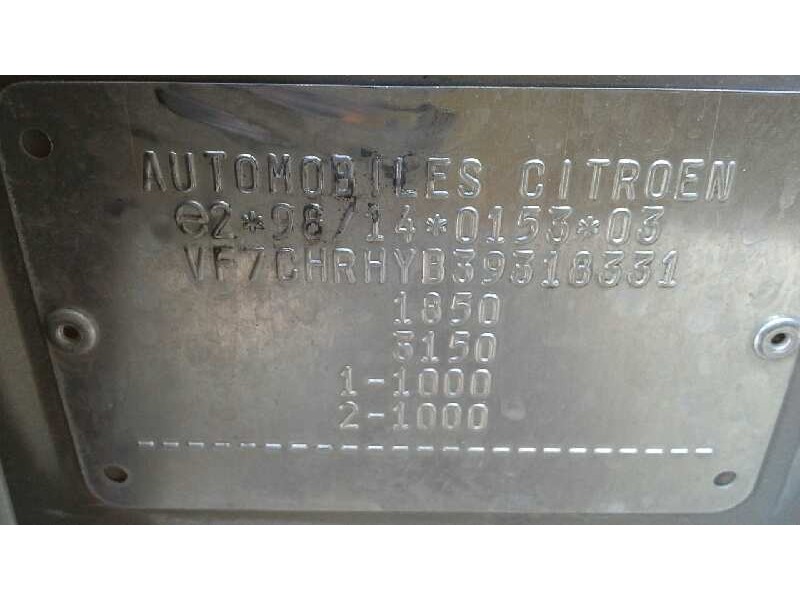 AUTOMOBILES CITROEN
e2*98/14*0153*03
VF7CHRHYB39318331
1850
3150
1-1000
2-1000